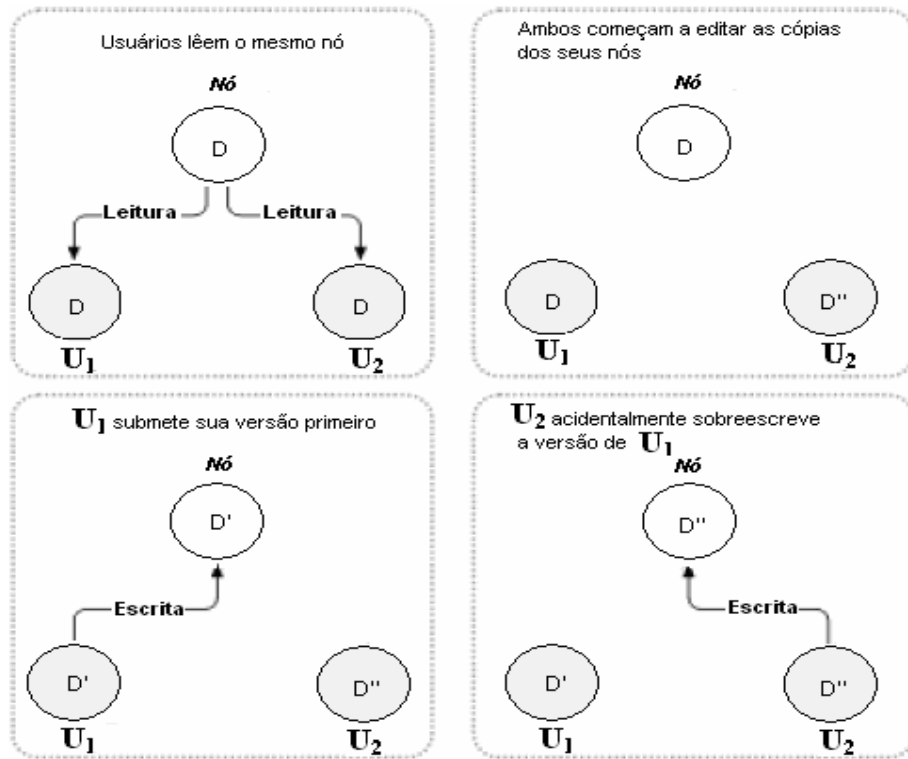 Usuários lêem o mesmo nó
Nó
D
Leitura
Leitura
D
D
U1
U2
Ambos começam a editar as cópias
dos seus nós
Nó
D
D
D"
U1
U2
U1 submete sua versão primeiro
Nó
D'
Escrita
D'
D"
U1
U2
U2 acidentalmente sobreescreve
a versão de U1
Nó
D"
Escrita
D'
D"
U1
U2